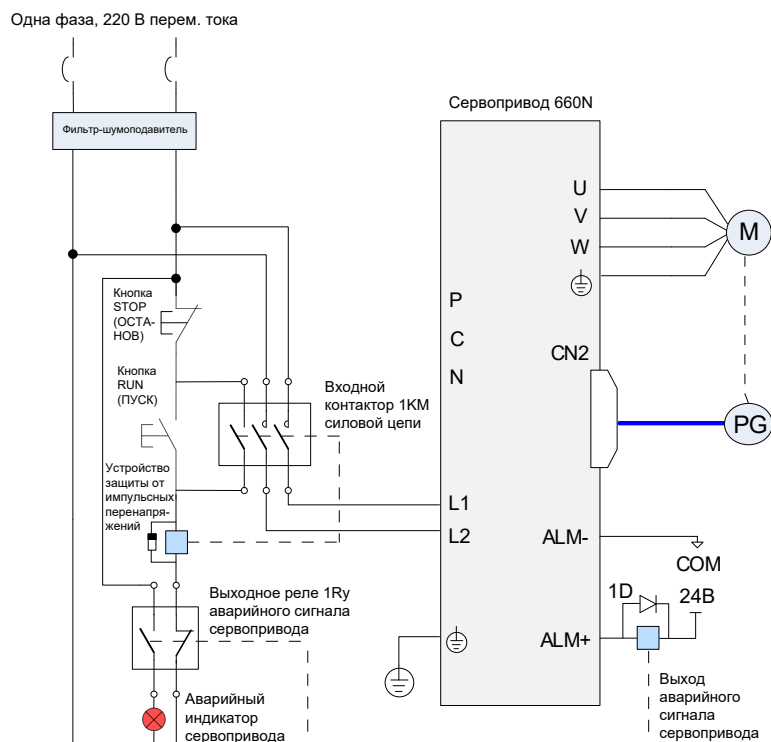 Одна фаза, 220 В перем. тока
Фильтр-шумоподавитель
Сервопривод 660N
U
V
W
M
Кнопка
STOP
(ОСТА-
НОВ)
P
C
N
CN2
Кнопка
RUN
(ПУСК)
Входной
контактор 1KM
силовой цепи
PG
Устройство
защиты от
импульсных
перенапря-
жений
L1
L2
ALM-
COM
1D
24В
ALM+
Выходное реле 1Ry
аварийного сигнала
сервопривода
Аварийный
индикатор
сервопривода
Выход
аварийного
сигнала
сервопривода